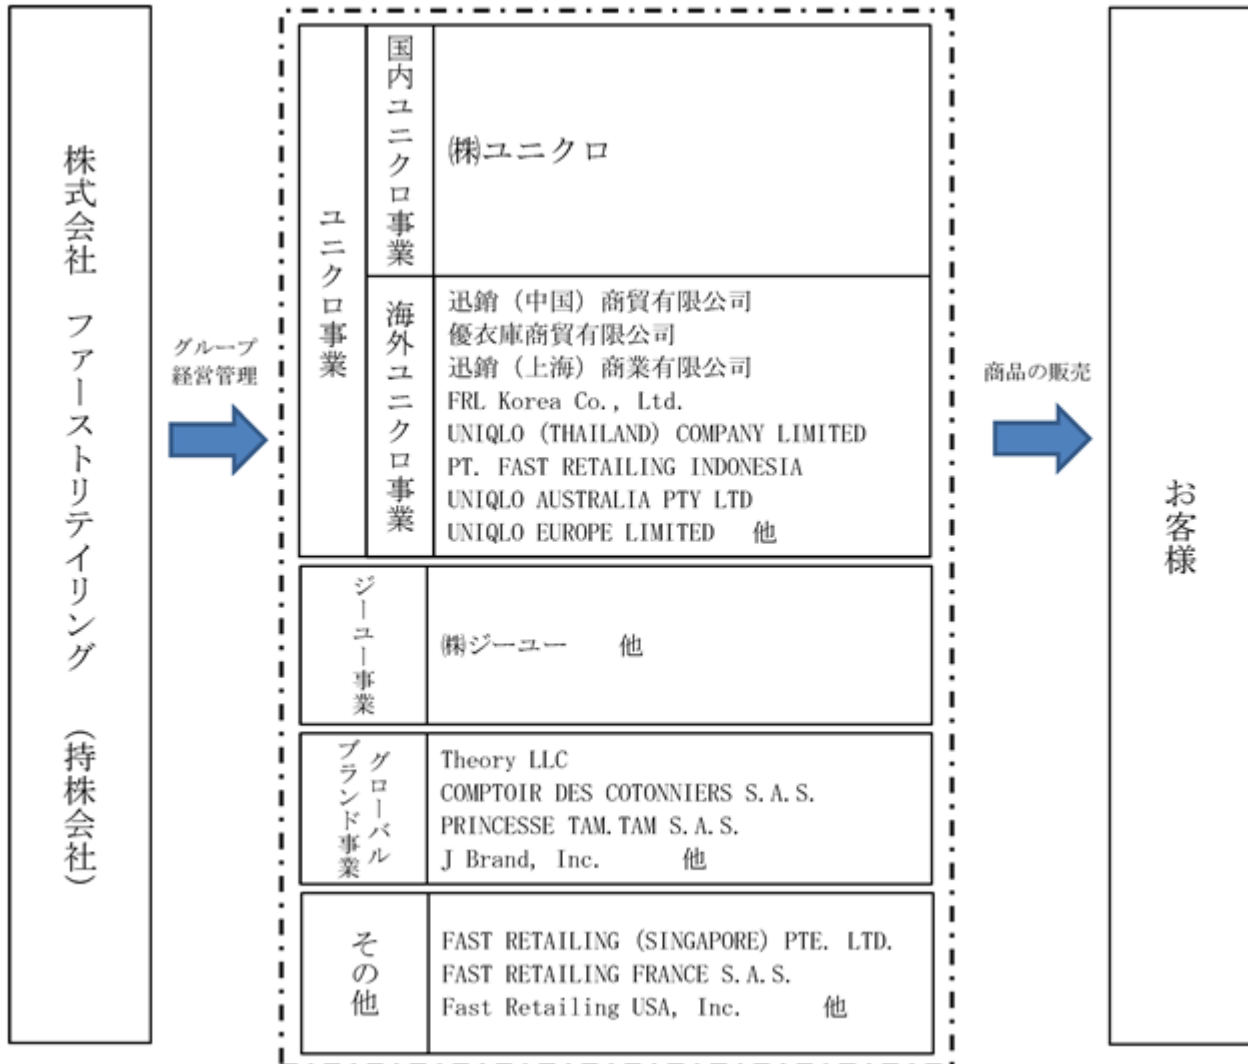 株式会社 ファーストリテイリング (持株会社)
グループ
経営管理
ユニクロ事業
国内ユニクロ事業
㈱ユニクロ
海外ユニクロ事業
迅銷（中国）商貿有限公司
優衣庫商貿有限公司
迅銷（上海）商業有限公司
FRL Korea Co., Ltd.
UNIQLO (THAILAND) COMPANY LIMITED
PT. FAST RETAILING INDONESIA
UNIQLO AUSTRALIA PTY LTD
UNIQLO EUROPE LIMITED 他
ジーユー事業
㈱ジーユー 他
グローバル
ブランド事業
Theory LLC
COMPTOIR DES COTONNIERS S.A.S.
PRINCESSE TAM.TAM S.A.S.
J Brand, Inc. 他
その他
FAST RETAILING (SINGAPORE) PTE. LTD.
FAST RETAILING FRANCE S.A.S.
Fast Retailing USA, Inc. 他
商品の販売
お客様